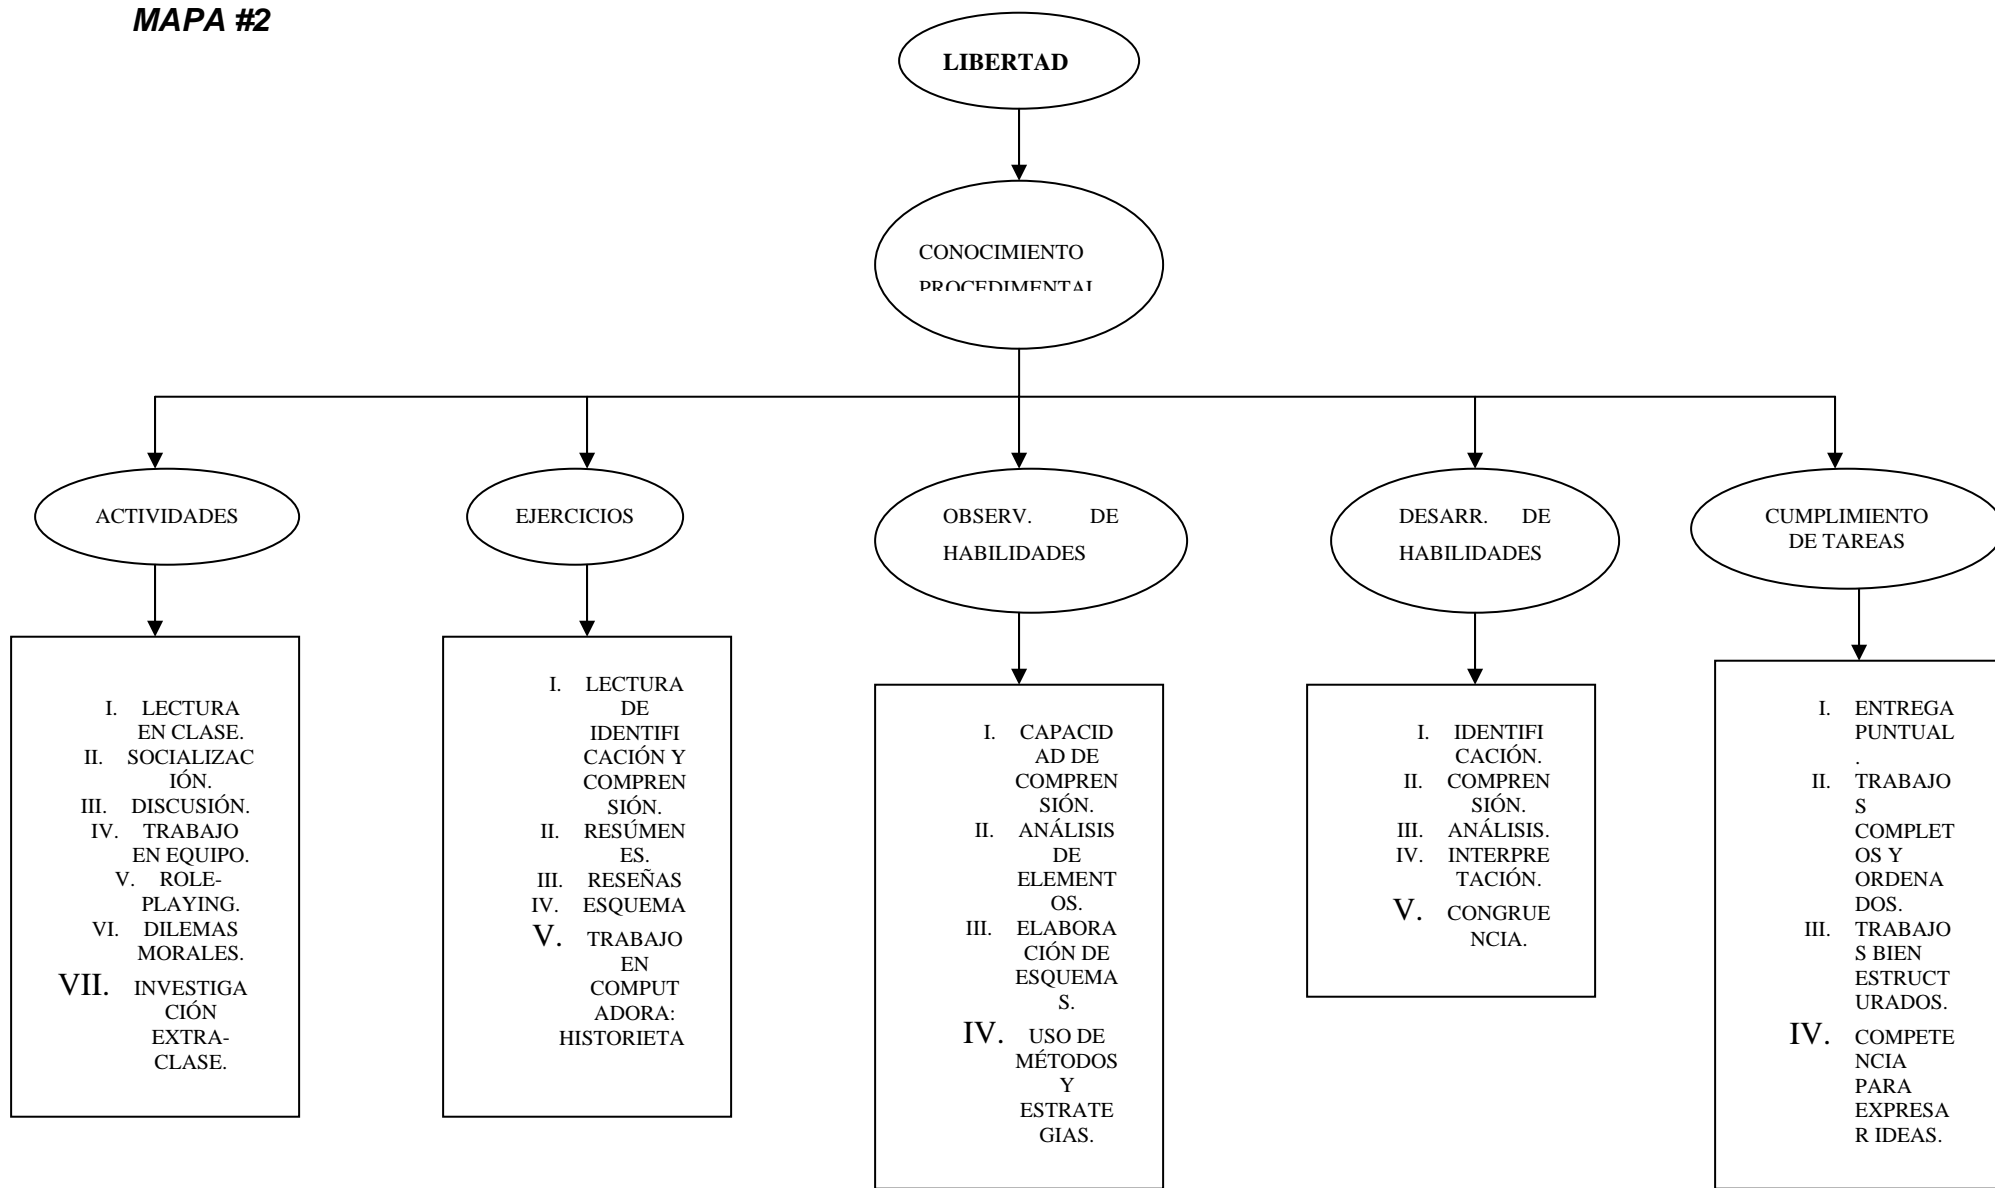 MAPA #2
LIBERTAD
CONOCIMIENTO
PROCEDIMENTAL
ACTIVIDADES
EJERCICIOS
OBSERV. DE
HABILIDADES
DESARR. DE
HABILIDADES
CUMPLIMIENTO
DE TAREAS
I. LECTURA
EN CLASE.
II. SOCIALIZAC
IÓN.
III. DISCUSIÓN.
IV. TRABAJO
EN EQUIPO.
V. ROLE-
PLAYING.
VI. DILEMAS
MORALES.
VII. INVESTIGA
CIÓN
EXTRA-
CLASE.
I. LECTURA
DE
IDENTIFI
CACIÓN Y
COMPREN
SIÓN.
II. RESÚMEN
ES.
III. RESEÑAS
IV. ESQUEMA
V. TRABAJO
EN
COMPUT
ADORA:
HISTORIETA
I. CAPACID
AD DE
COMPREN
SIÓN.
II. ANÁLISIS
DE
ELEMENT
OS.
III. ELABORA
CIÓN DE
ESQUEMA
S.
IV. USO DE
MÉTODOS
Y
ESTRATE
GIAS.
I. IDENTIFI
CACIÓN.
II. COMPREN
SIÓN.
III. ANÁLISIS.
IV. INTERPRE
TACIÓN.
V. CONGRUE
NCIA.
I. ENTREGA
PUNTUAL
.
II. TRABAJO
S
COMPLET
OS Y
ORDENA
DOS.
III. TRABAJO
S BIEN
ESTRUCT
URADOS.
IV. COMPETE
NCIA
PARA
EXPRESA
R IDEAS.